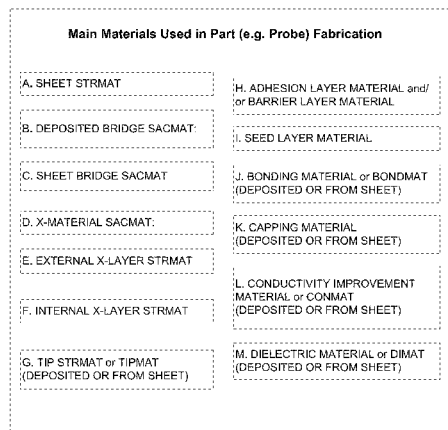 Main Materials Used in Part (e.g. Probe) Fabrication
A. SHEET STRMAT
B. DEPOSITED BRIDGE SACMAT:
C. SHEET BRIDGE SACMAT
D. X-MATERIAL SACMAT:
E. EXTERNAL X-LAYER STRMAT
F. INTERNAL X-LAYER STRMAT
G. TIP STRMAT or TIPMAT
(DEPOSITED OR FROM SHEET)
H. ADHESION LAYER MATERIAL and/
or BARRIER LAYER MATERIAL
I. SEED LAYER MATERIAL
J. BONDING MATERIAL or BONDMAT
(DEPOSITED OR FROM SHEET)
K. CAPPING MATERIAL
(DEPOSITED OR FROM SHEET)
L. CONDUCTIVITY IMPROVEMENT
MATERIAL or CONMAT
(DEPOSITED OR FROM SHEET)
M. DIELECTRIC MATERIAL or DIMAT
(DEPOSITED OR FROM SHEET)